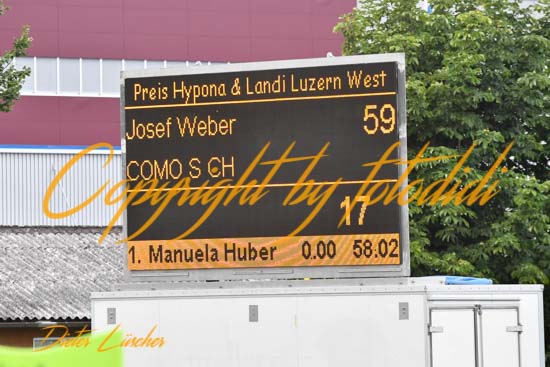 Preis Hypona & Landi Luzern West
Josef Weber 59
COMO S CH
Copyright by fotodidi
17
1. Manuela Huber 0.00 58.02
Dieter Lüscher